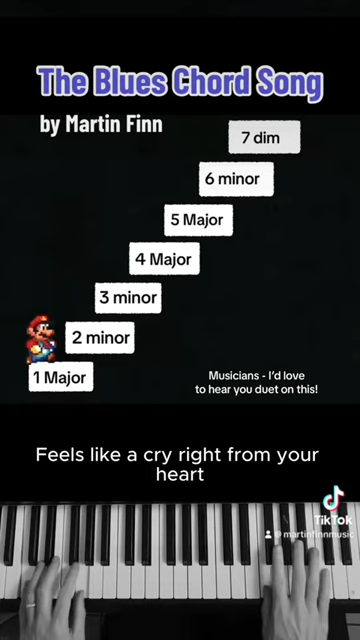 The Blues Chord Song
by Martin Finn
7 dim
6 minor
5 Major
4 Major
3 minor
2 minor
1 Major
Musicians - I'd love
to hear you duet on this!
Feels like a cry right from your
heart
TikTok
@martinfinnmusic